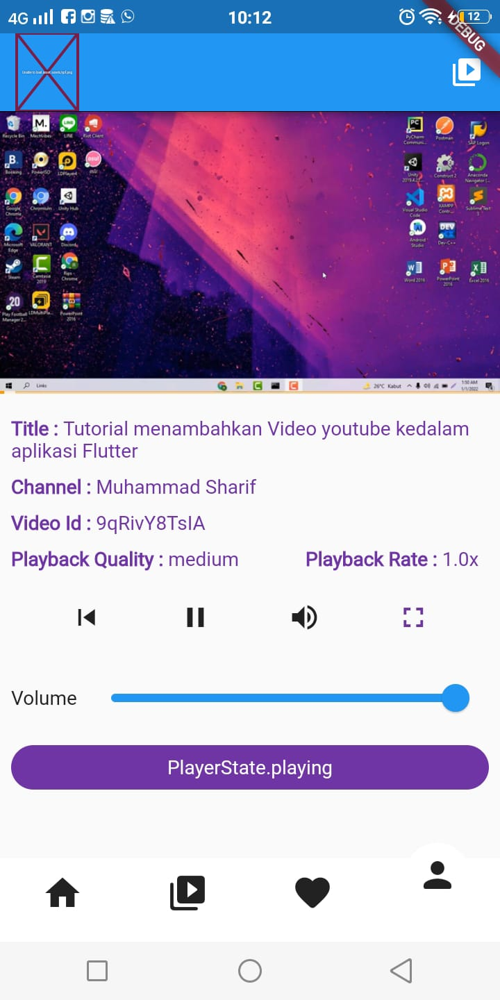 4G 10:12 12
DEBUG
Unable to load asset: assets/ypf.png
Recycle Bin
LINE
Riot Client
PyCharm Communi...
Postman
SAP Logon
Booking
PowerISO
LDPlayer4
osu!
Unity 2019.4.21...
Construct 2
Anaconda Navigator (...
Google Chrome
Chromium
Unity Hub
Visual Studio Code
XAMPP Contr...
Sublime Text 3
Microsoft Edge
VALORANT
Discord
Android Studio
Dev-C++
Steam
Camtasia 2019
Rips - Chrome
Word 2016
PowerPoint 2016
Excel 2016
Play Football Manager 2...
LDMultiPla...
PowerPoint 2016
Links 26°C Kabut 1:50 AM
1/1/2022
Title : Tutorial menambahkan Video youtube kedalam
aplikasi Flutter
Channel : Muhammad Sharif
Video Id : 9qRivY8TsIA
Playback Quality : medium Playback Rate : 1.0x
Volume
PlayerState.playing